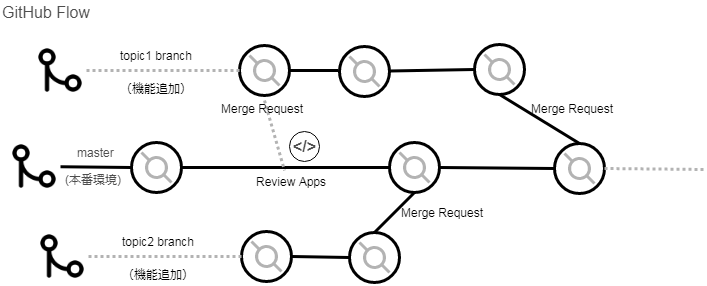 GitHub Flow
topic1 branch
（機能追加）
Merge Request
Merge Request
</>
master
(本番環境)
Review Apps
Merge Request
topic2 branch
（機能追加）